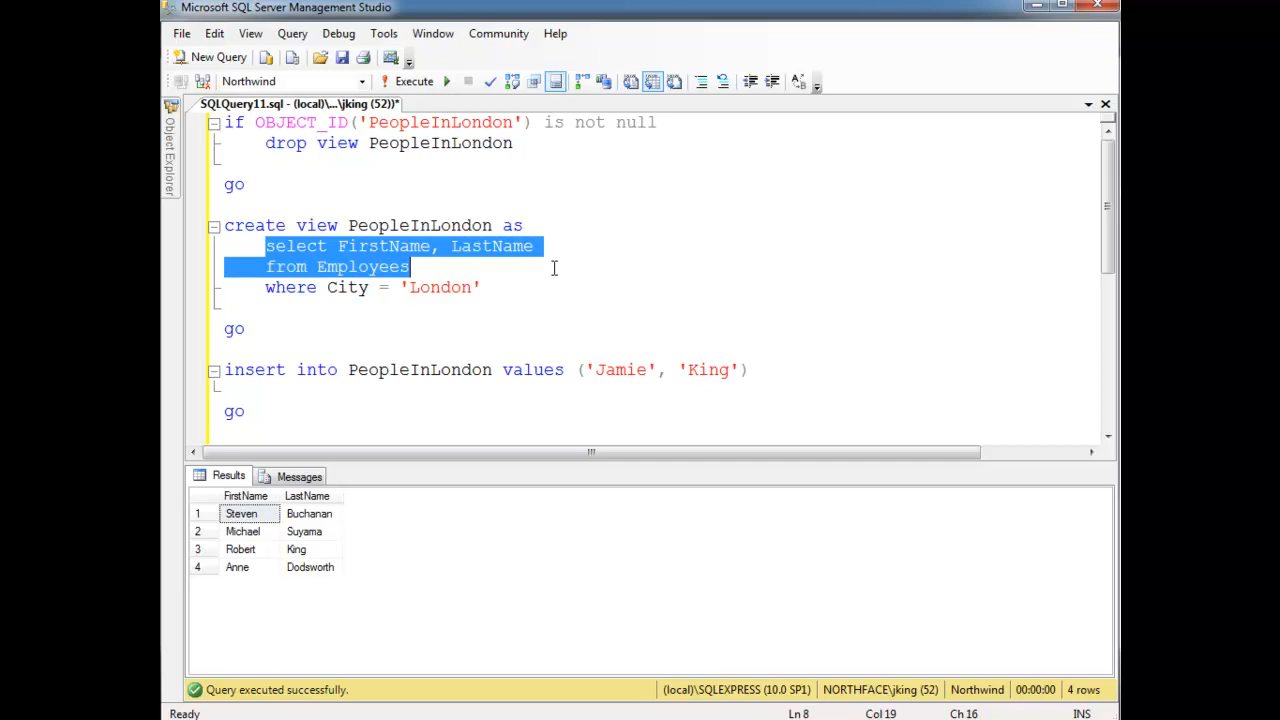 Microsoft SQL Server Management Studio
File Edit View Query Debug Tools Window Community Help
New Query
Northwind Execute
SQLQuery11.sql - (local)\...\jking (52))*
Object Explorer
if OBJECT_ID('PeopleInLondon') is not null
drop view PeopleInLondon
go
create view PeopleInLondon as
select FirstName, LastName
from Employees
where City = 'London'
go
insert into PeopleInLondon values ('Jamie', 'King')
go
Results Messages
FirstName LastName
1 Steven Buchanan
2 Michael Suyama
3 Robert King
4 Anne Dodsworth
Query executed successfully. (local)\SQLEXPRESS (10.0 SP1) NORTHFACE\jking (52) Northwind 00:00:00 4 rows
Ready Ln 8 Col 19 Ch 16 INS